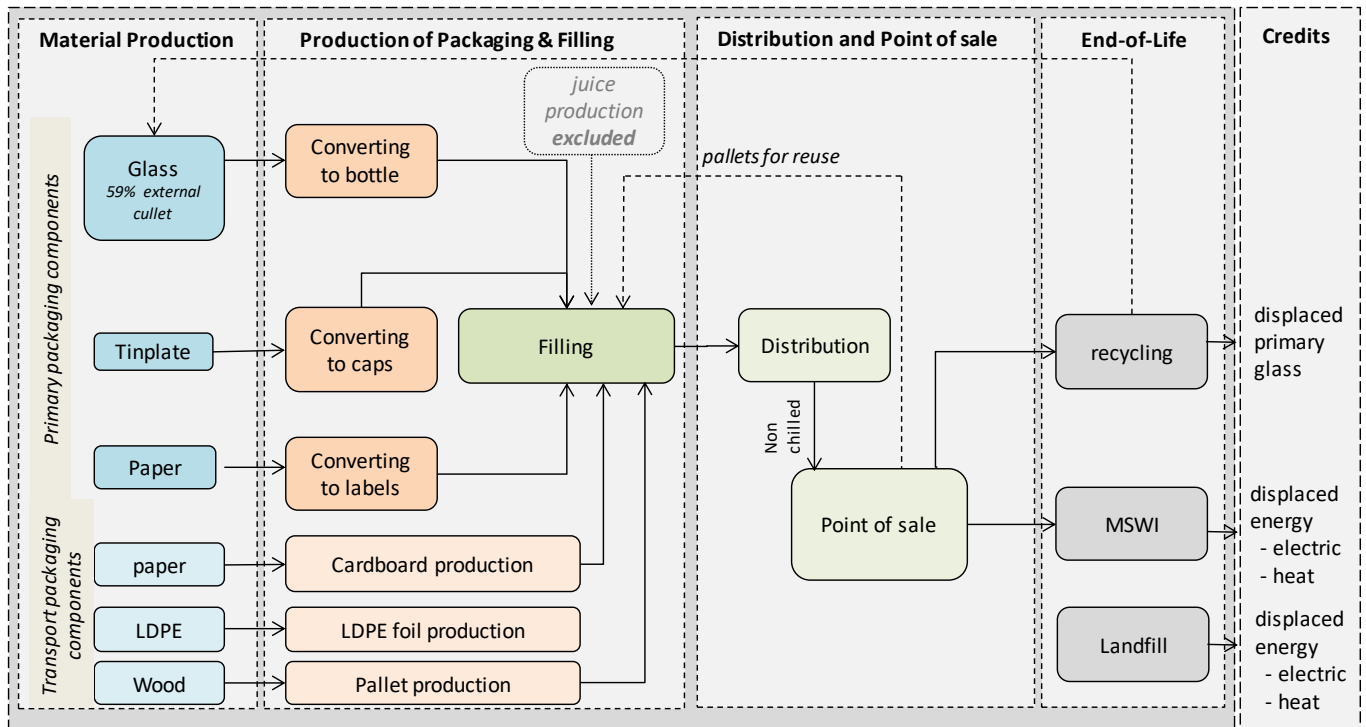 Material Production
Production of Packaging & Filling
Distribution and Point of sale
End-of-Life
Credits
Primary packaging components
Transport packaging
components
Glass
59% external
cullet
Tinplate
Paper
paper
LDPE
Wood
Converting
to bottle
Converting
to caps
Converting
to labels
Cardboard production
LDPE foil production
Pallet production
juice
production
excluded
Filling
pallets for reuse
Distribution
Non
chilled
Point of sale
recycling
MSWI
Landfill
displaced
primary
glass
displaced
energy
- electric
- heat
displaced
energy
- electric
- heat